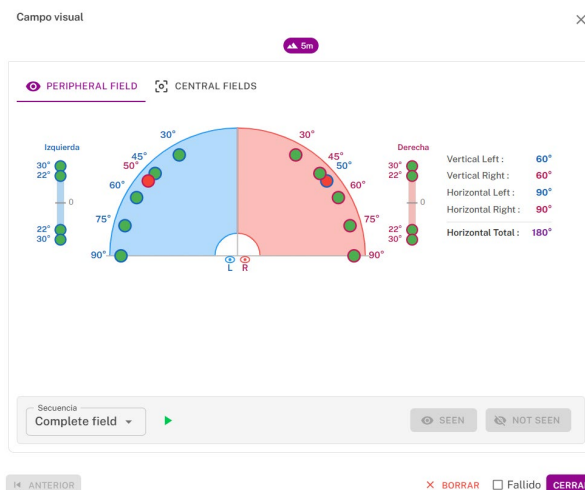 Campo visual
5m
PERIPHERAL FIELD
CENTRAL FIELDS
Izquierda
30°
22°
0
22°
30°
30°
45°
50°
60°
75°
90°
L
R
30°
45°
50°
60°
75°
90°
Derecha
30°
22°
0
22°
30°
Vertical Left : 60°
Vertical Right : 60°
Horizontal Left : 90°
Horizontal Right : 90°
Horizontal Total : 180°
Secuencia
Complete field
SEEN
NOT SEEN
ANTERIOR
BORRAR
Fallido
CERRA